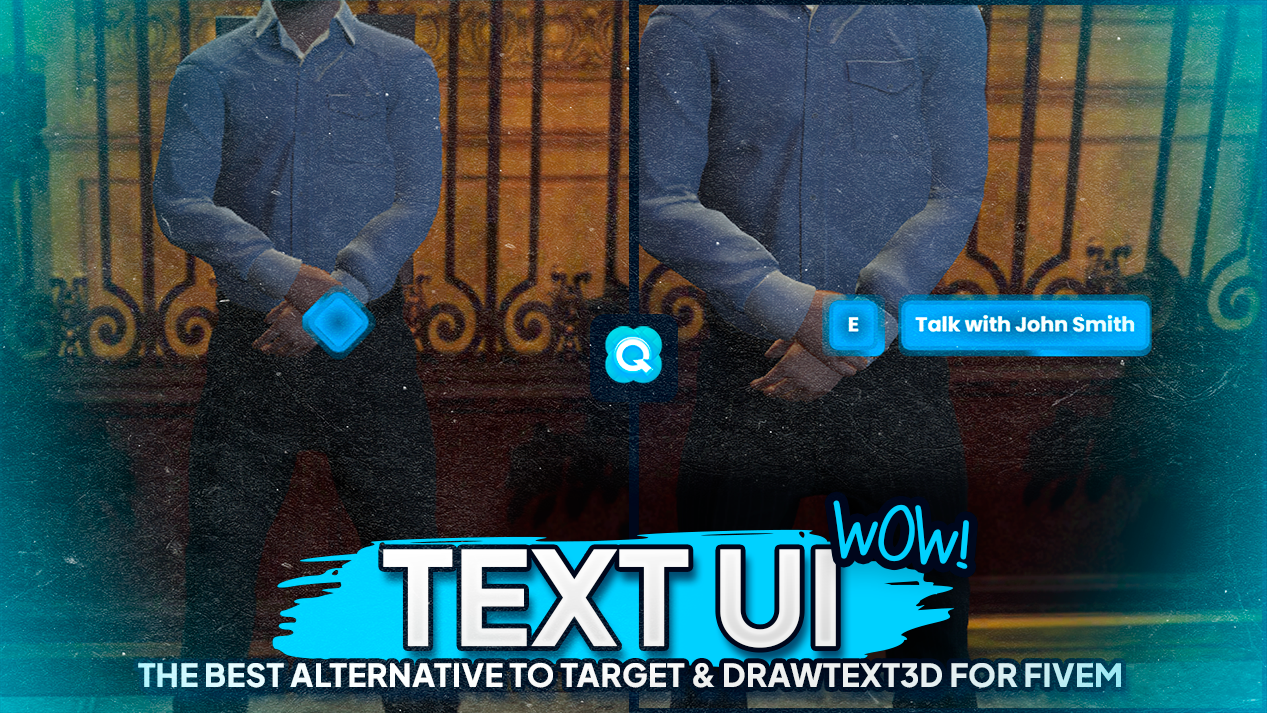 E
Talk with John Smith
Q
WOW!
TEXT UI
THE BEST ALTERNATIVE TO TARGET & DRAWTEXT3D FOR FIVEM